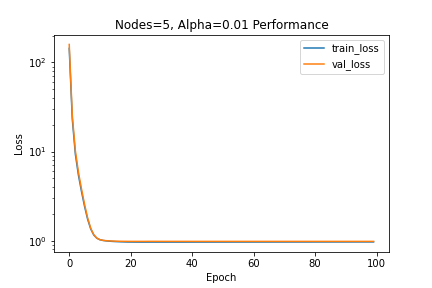 Nodes=5, Alpha=0.01 Performance
train_loss
val_loss
10²
10¹
10⁰
Loss
0 20 40 60 80 100
Epoch